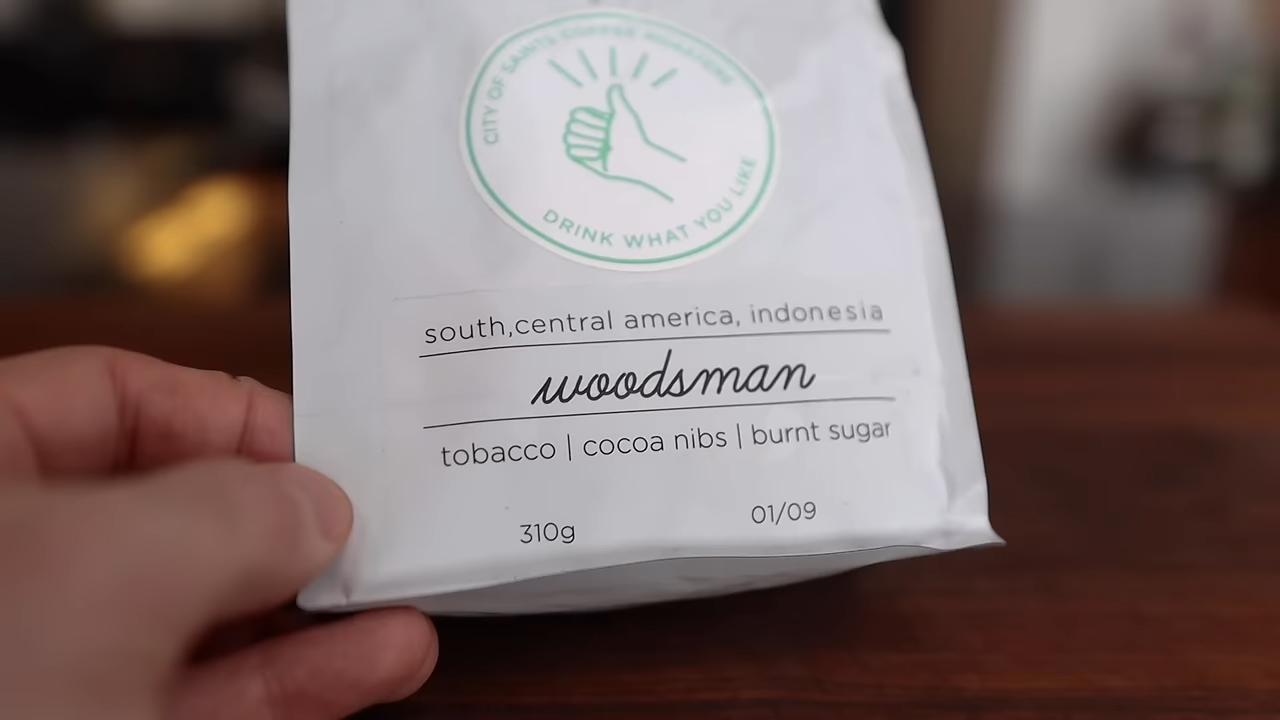 CITY OF SAINTS COFFEE ROASTERS
DRINK WHAT YOU LIKE
south,central america, indonesia
woodsman
tobacco | cocoa nibs | burnt sugar
310g
01/09